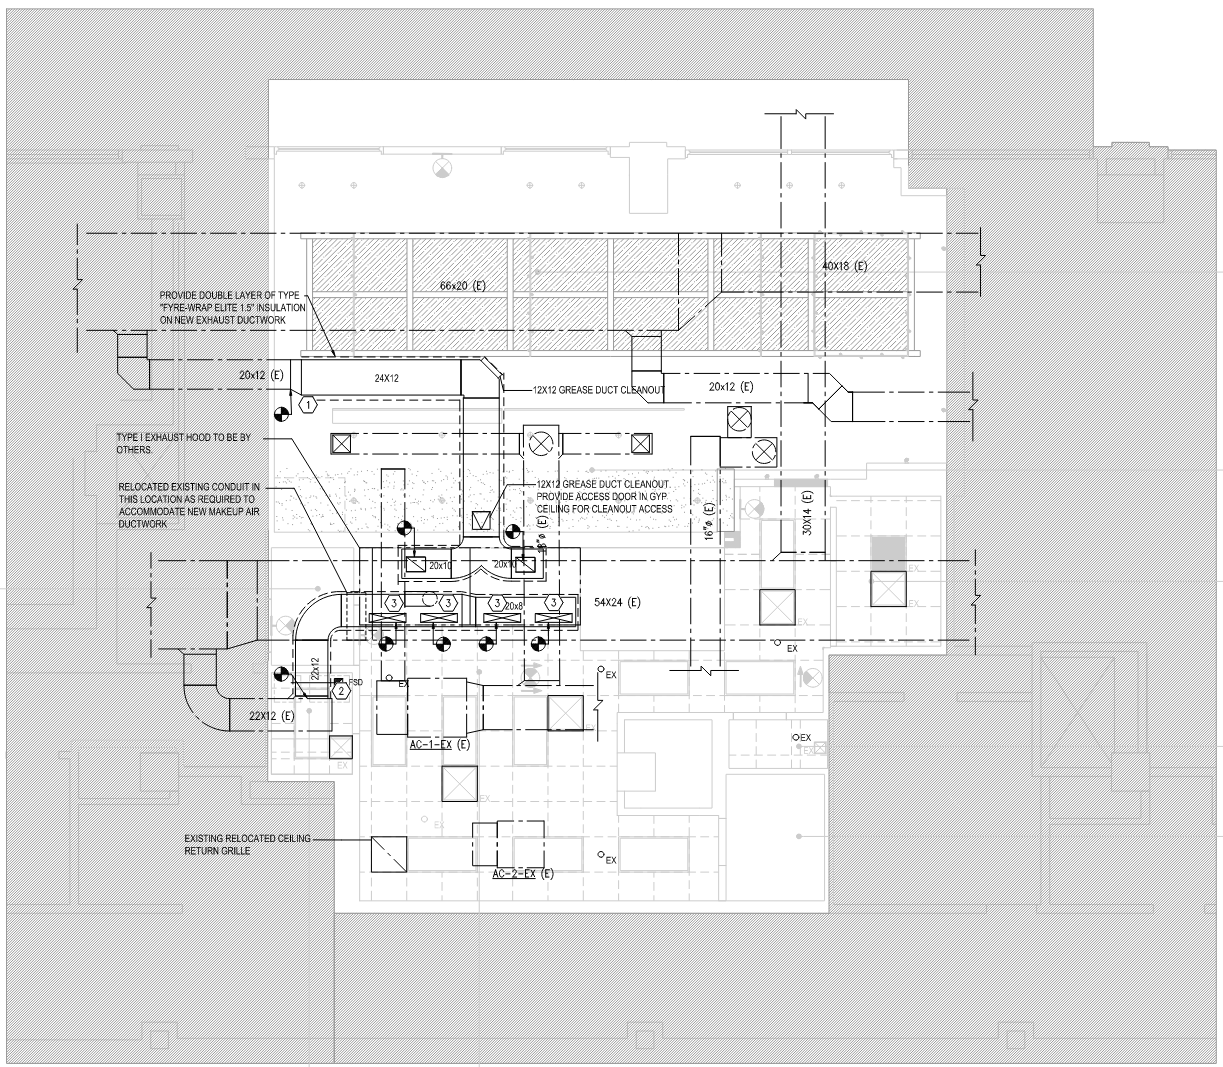 40X18 (E)
66x20 (E)
PROVIDE DOUBLE LAYER OF TYPE
"FYRE-WRAP ELITE 1.5" INSULATION
ON NEW EXHAUST DUCTWORK
20x12 (E)
24X12
12X12 GREASE DUCT CLEANOUT
20x12 (E)
1
TYPE I EXHAUST HOOD TO BE BY
OTHERS.
RELOCATED EXISTING CONDUIT IN
THIS LOCATION AS REQUIRED TO
ACCOMMODATE NEW MAKEUP AIR
DUCTWORK
12X12 GREASE DUCT CLEANOUT.
PROVIDE ACCESS DOOR IN GYP.
CEILING FOR CLEANOUT ACCESS
16"ø (E)
30X14 (E)
20x10
20x10
EX
3
3
3
3
20x8
54X24 (E)
EX
EX
22x12
FSD
2
EX
EX
22X12 (E)
AC-1-EX (E)
EX
EX
EX
EX
EX
EXISTING RELOCATED CEILING
RETURN GRILLE
EX
AC-2-EX (E)